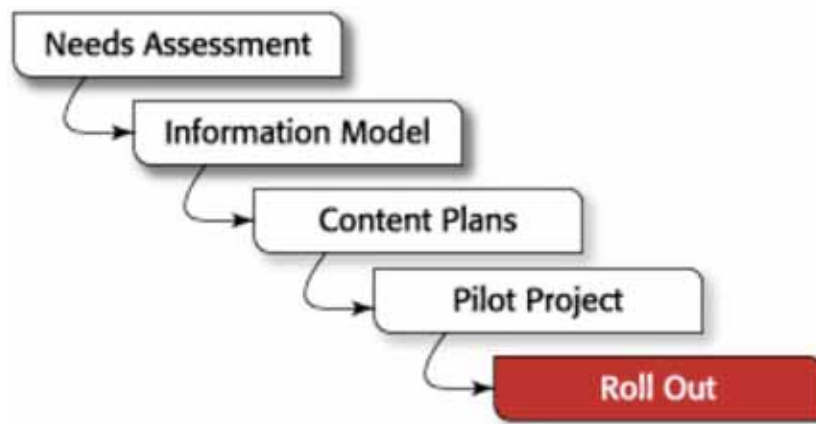 Needs Assessment
Information Model
Content Plans
Pilot Project
Roll Out